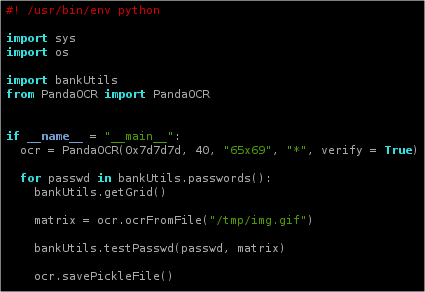 #! /usr/bin/env python
import sys
import os
import bankUtils
from PandaOCR import PandaOCR
if __name__ = "__main__":
ocr = PandaOCR(0x7d7d7d, 40, "65x69", "*", verify = True)
for passwd in bankUtils.passwords():
bankUtils.getGrid()
matrix = ocr.ocrFromFile("/tmp/img.gif")
bankUtils.testPasswd(passwd, matrix)
ocr.savePickleFile()